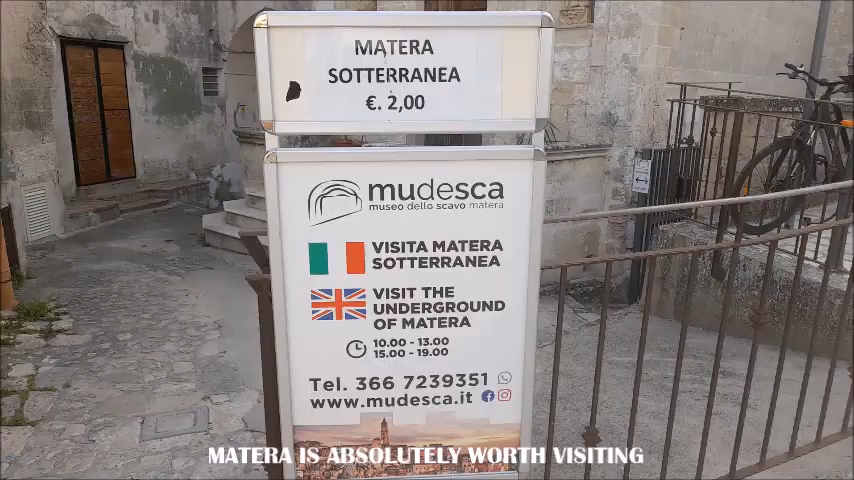 MATERA
SOTTERRANEA
€. 2,00
mudesca
museo dello scavo matera
VISITA MATERA
SOTTERRANEA
VISIT THE
UNDERGROUND
OF MATERA
10.00 - 13.00
15.00 - 19.00
Tel. 366 7239351
www.mudesca.it
MATERA IS ABSOLUTELY WORTH VISITING